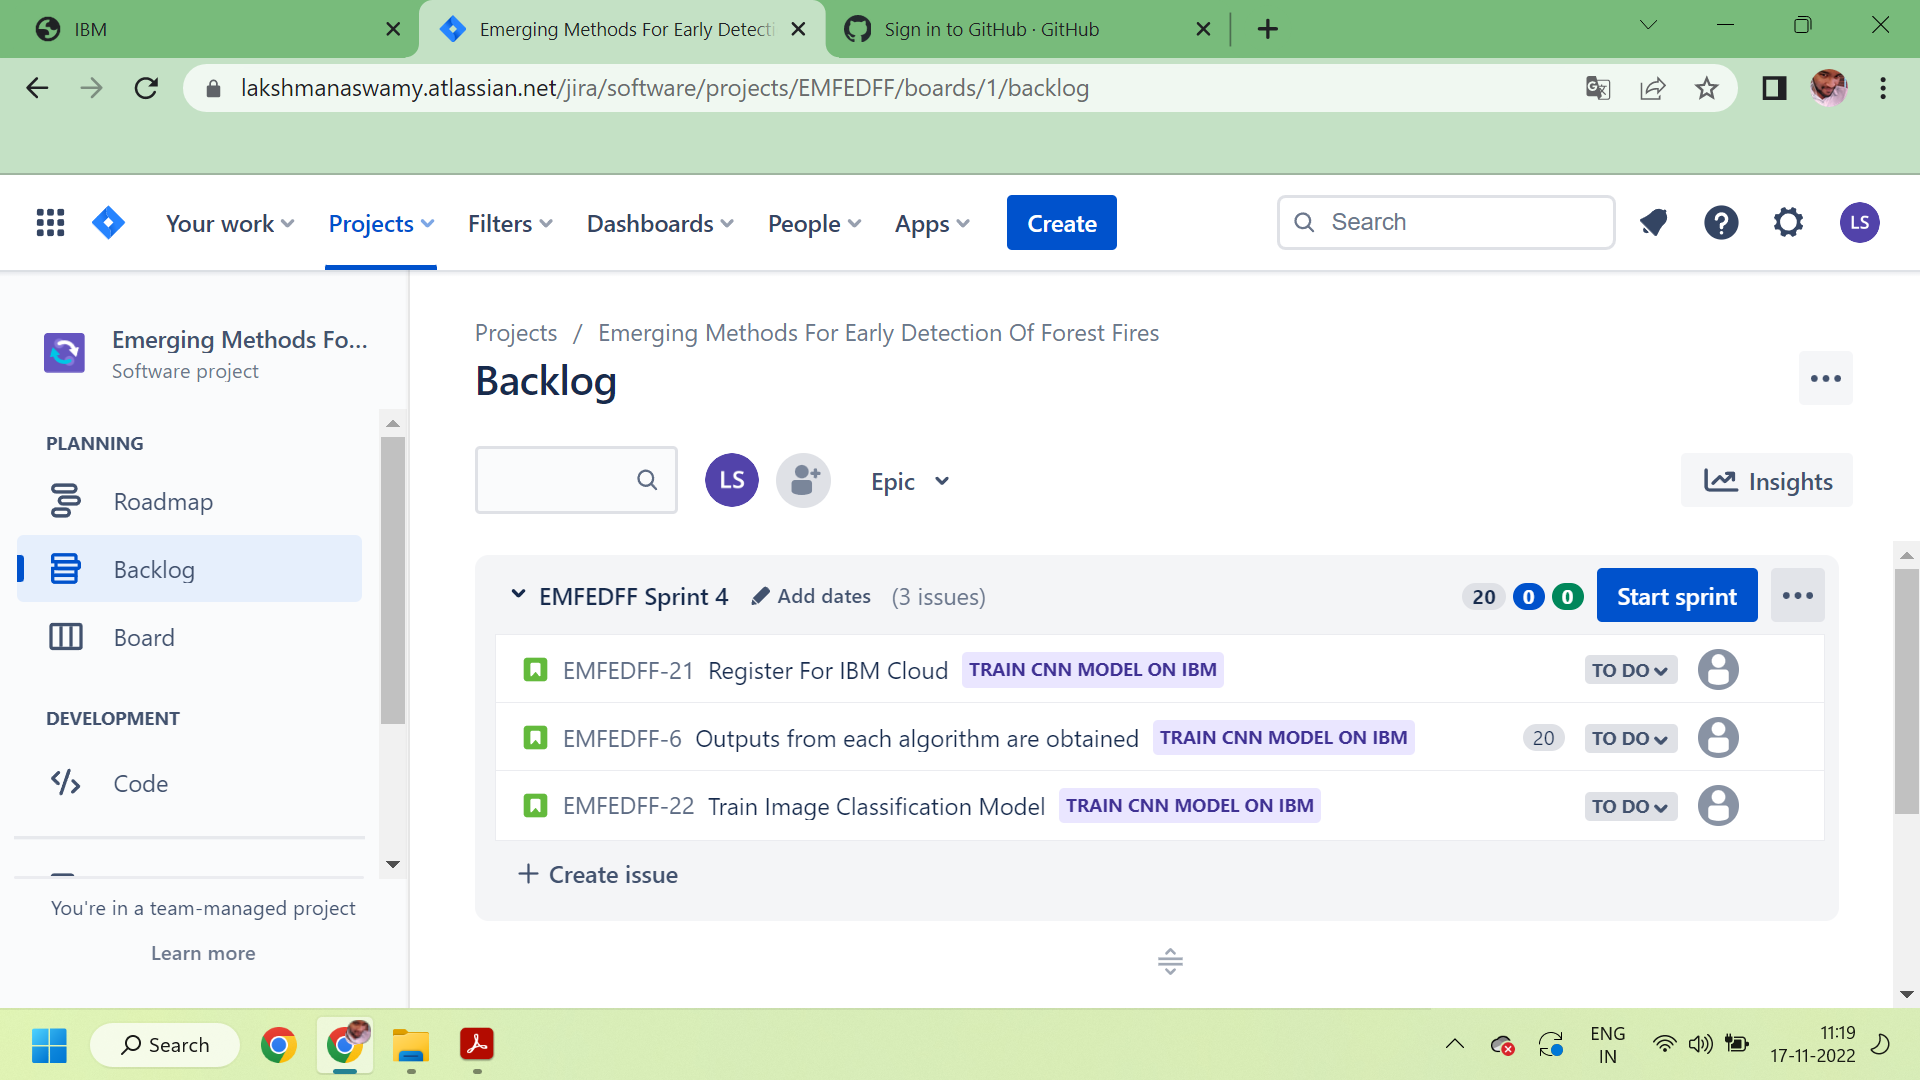 IBM
Emerging Methods For Early Detecti
Sign in to GitHub · GitHub
lakshmanaswamy.atlassian.net/jira/software/projects/EMFEDFF/boards/1/backlog
Your work
Projects
Filters
Dashboards
People
Apps
Create
Search
LS
Emerging Methods Fo...
Software project
PLANNING
Roadmap
Backlog
Board
DEVELOPMENT
Code
You're in a team-managed project
Learn more
Projects / Emerging Methods For Early Detection Of Forest Fires
Backlog
LS
Epic
Insights
EMFEDFF Sprint 4 Add dates (3 issues) 20 0 0 Start sprint
EMFEDFF-21 Register For IBM Cloud TRAIN CNN MODEL ON IBM TO DO
EMFEDFF-6 Outputs from each algorithm are obtained TRAIN CNN MODEL ON IBM 20 TO DO
EMFEDFF-22 Train Image Classification Model TRAIN CNN MODEL ON IBM TO DO
+ Create issue
Search
ENG
IN
11:19
17-11-2022